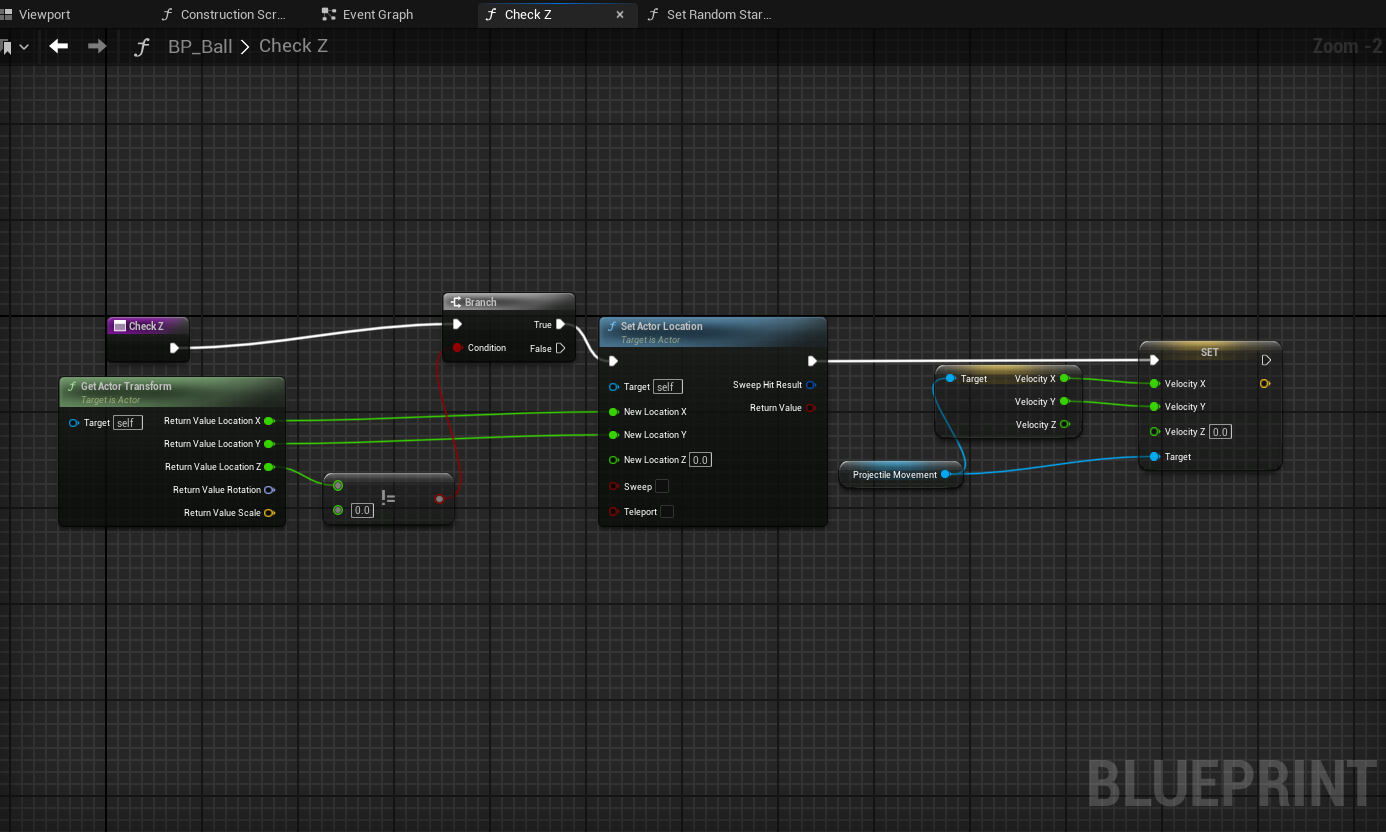 Viewport
Construction Scr...
Event Graph
Check Z
Set Random Star...
BP_Ball > Check Z
Zoom -2
Check Z
Branch
True
Condition
False
Get Actor Transform
Target is Actor
Target self
Return Value Location X
Return Value Location Y
Return Value Location Z
Return Value Rotation
Return Value Scale
!=
0.0
Set Actor Location
Target is Actor
Target self
Sweep Hit Result
Return Value
New Location X
New Location Y
New Location Z 0.0
Sweep
Teleport
Target
Velocity X
Velocity Y
Velocity Z
Projectile Movement
SET
Velocity X
Velocity Y
Velocity Z 0.0
Target
BLUEPRINT